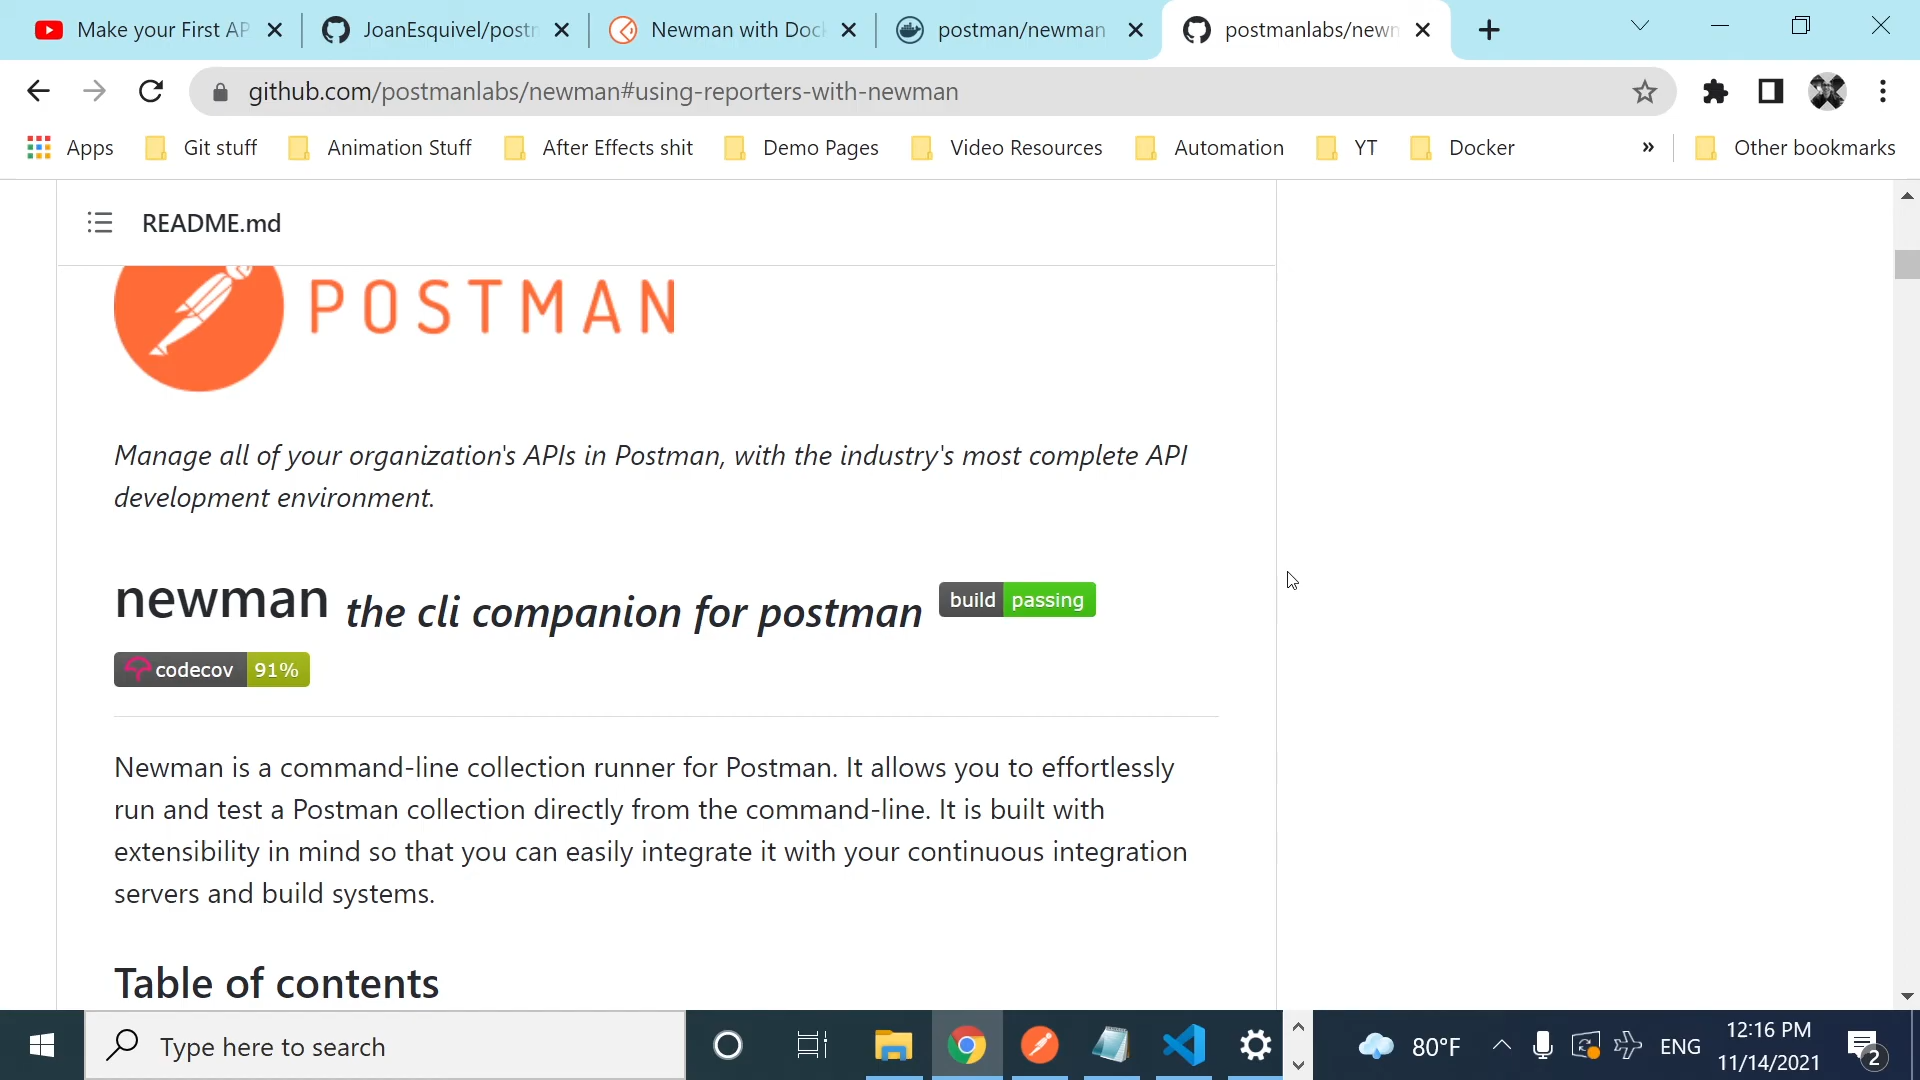 Make your First AP
JoanEsquivel/postn
Newman with Doc
postman/newman
postmanlabs/newn
github.com/postmanlabs/newman#using-reporters-with-newman
Apps
Git stuff
Animation Stuff
After Effects shit
Demo Pages
Video Resources
Automation
YT
Docker
»
Other bookmarks
README.md
POSTMAN
Manage all of your organization's APIs in Postman, with the industry's most complete API
development environment.
newman the cli companion for postman build passing
codecov 91%
Newman is a command-line collection runner for Postman. It allows you to effortlessly
run and test a Postman collection directly from the command-line. It is built with
extensibility in mind so that you can easily integrate it with your continuous integration
servers and build systems.
Table of contents
Type here to search
80°F
ENG
12:16 PM
11/14/2021
2